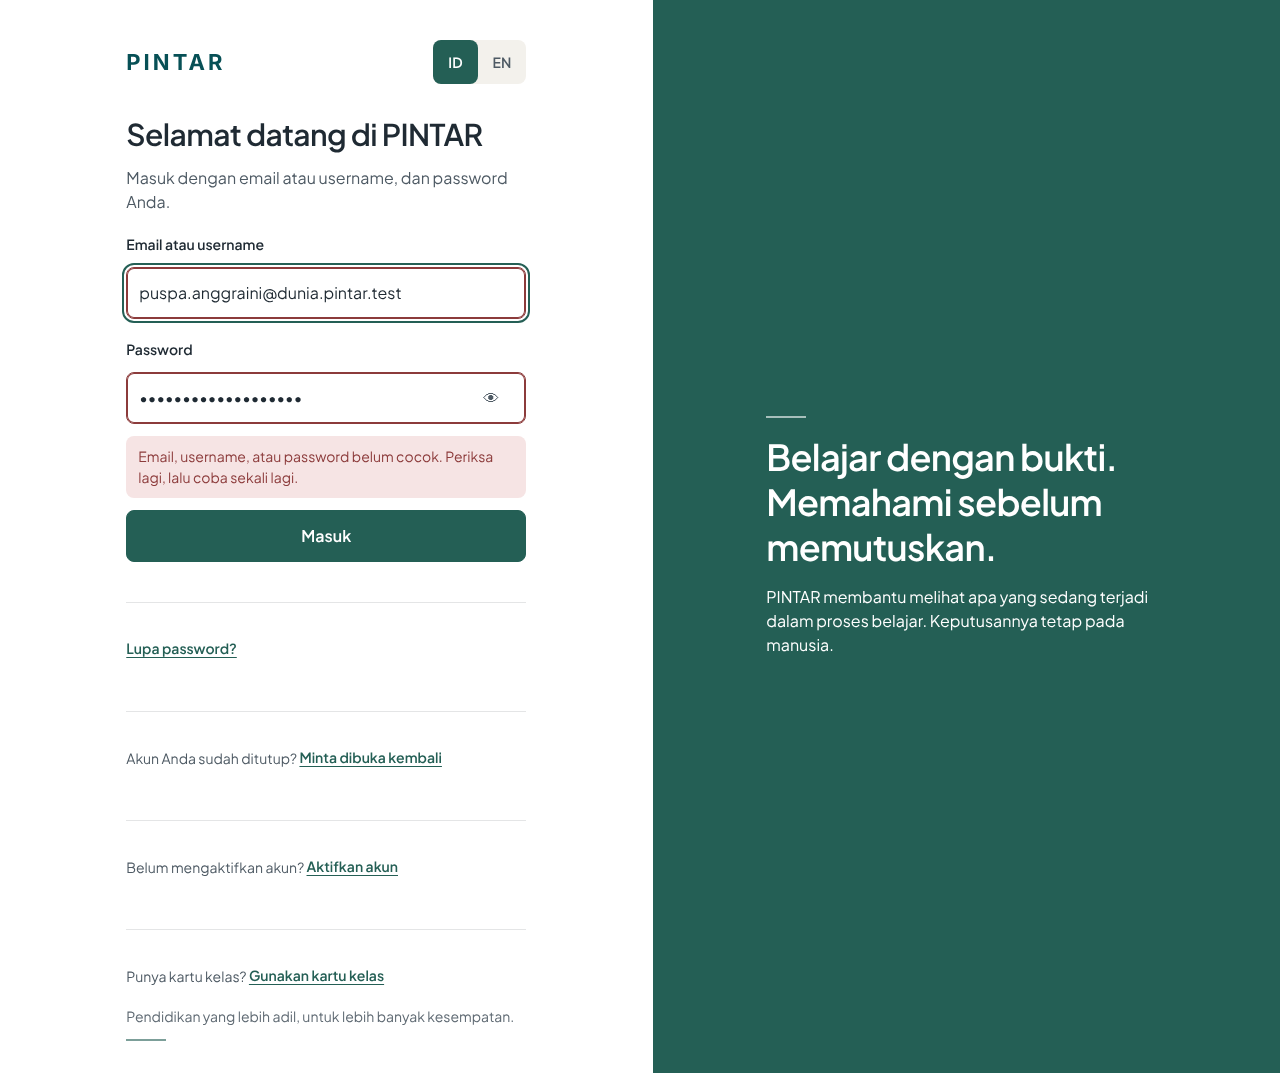 PINTAR
ID EN
Selamat datang di PINTAR
Masuk dengan email atau username, dan password
Anda.
Email atau username
puspa.anggraini@dunia.pintar.test
Password
•••••••••••••••••••
Email, username, atau password belum cocok. Periksa
lagi, lalu coba sekali lagi.
Masuk
Lupa password?
Akun Anda sudah ditutup? Minta dibuka kembali
Belum mengaktifkan akun? Aktifkan akun
Punya kartu kelas? Gunakan kartu kelas
Pendidikan yang lebih adil, untuk lebih banyak kesempatan.
Belajar dengan bukti.
Memahami sebelum
memutuskan.
PINTAR membantu melihat apa yang sedang terjadi
dalam proses belajar. Keputusannya tetap pada
manusia.